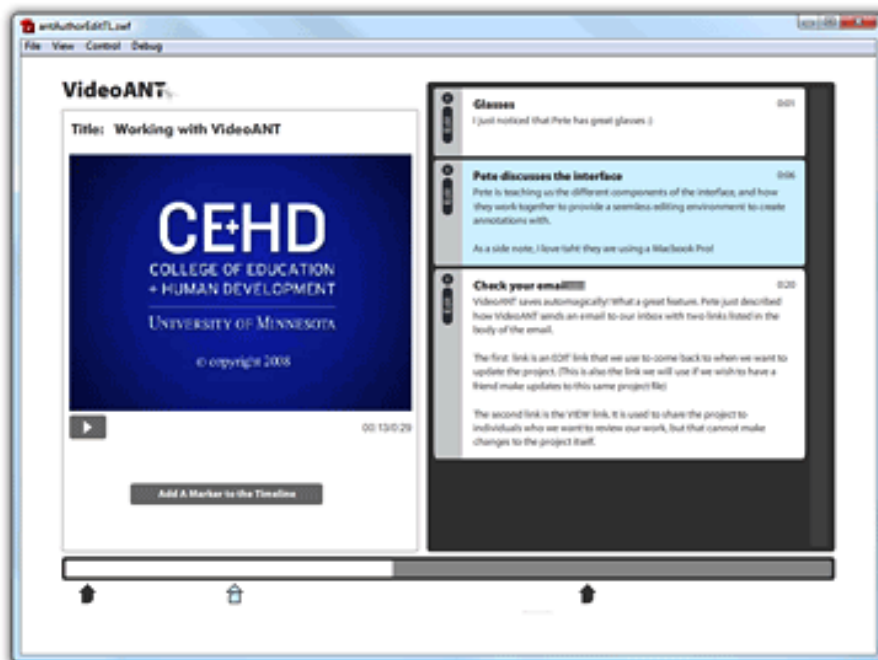 antAuthorEditTL.swf
File View Control Debug
VideoANT
Title: Working with VideoANT
CE+HD
COLLEGE OF EDUCATION
+ HUMAN DEVELOPMENT
UNIVERSITY OF MINNESOTA
© copyright 2008
00:13/0:29
Add A Marker to the Timeline
Glasses 0:01
I just noticed that Pete has great glasses :)
Pete discusses the interface 0:06
Pete is teaching us the different components of the interface, and how
they work together to provide a seemless editing environment to create
annotations with.
As a side note, I love taht they are using a Macbook Pro!
Check your email 0:20
VideoANT saves automagically! What a great feature. Pete just described
how VideoANT sends an email to our inbox with two links listed in the
body of the email.
The first link is an EDIT link that we use to come back to when we want to
update the project. (This is also the link we will use if we wish to have a
friend make updates to this same project file)
The second link is the VIEW link. It is used to share the project to
individuals who we want to review our work, but that cannot make
changes to the project itself.